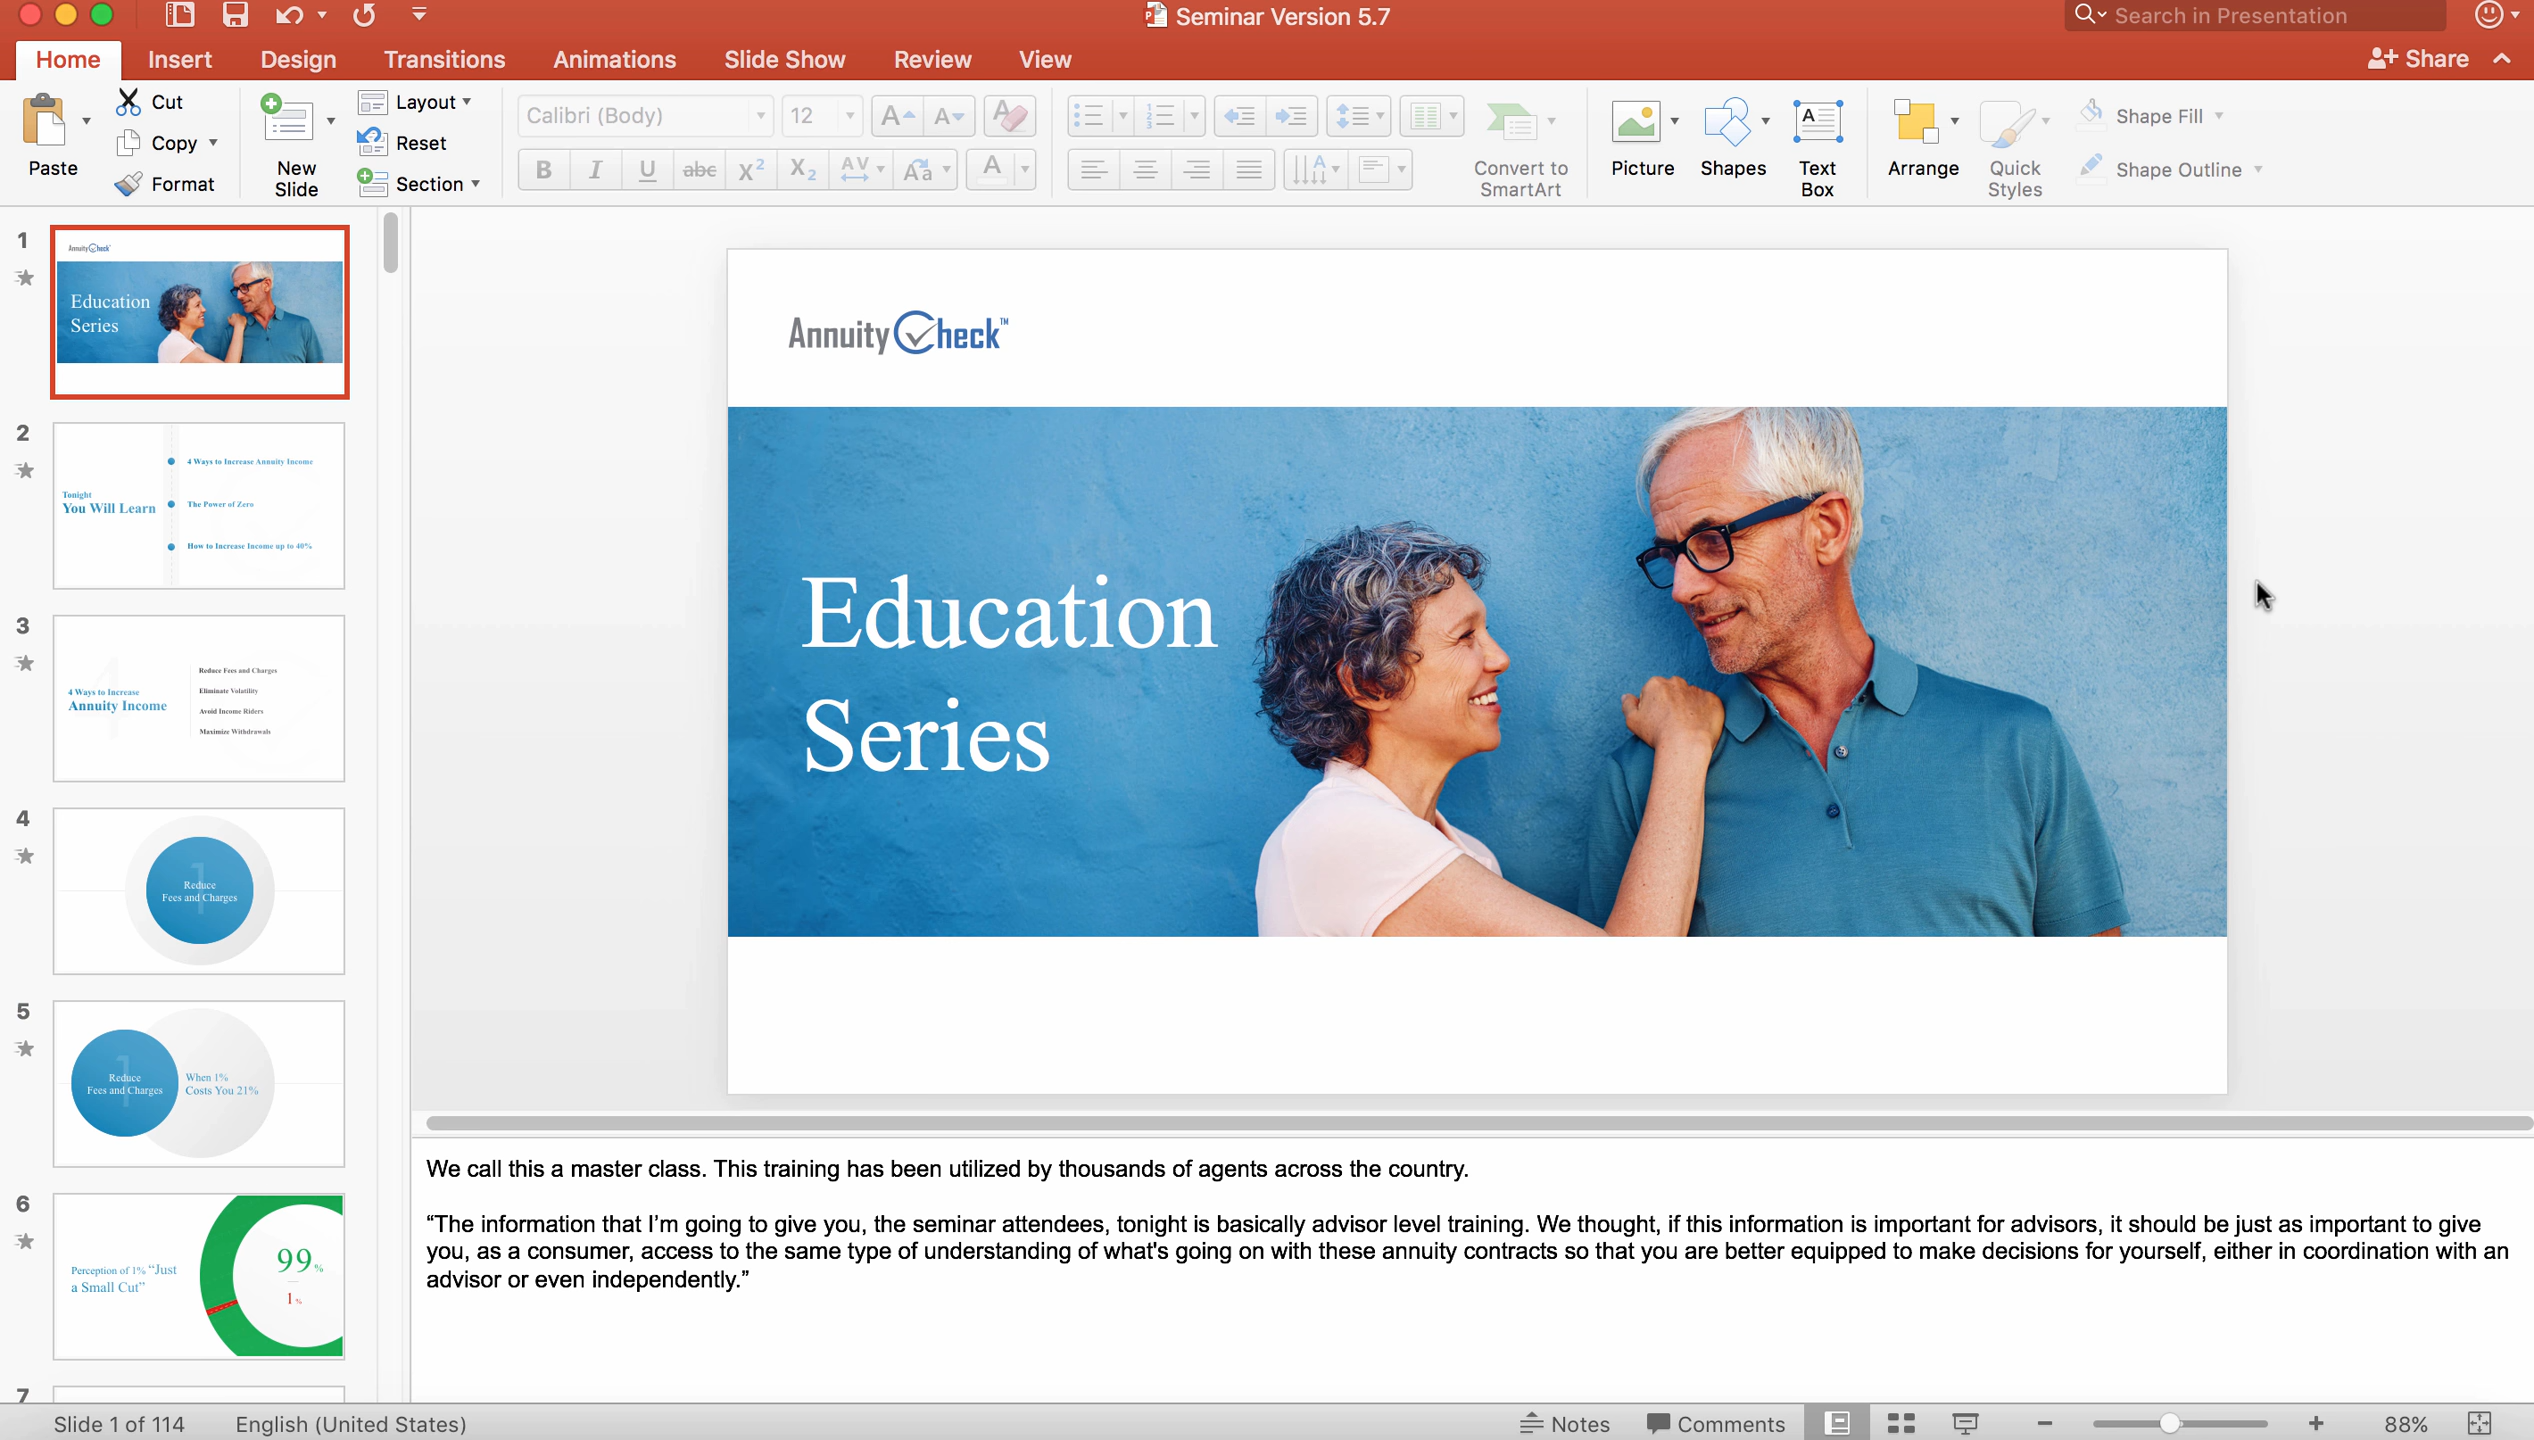 Seminar Version 5.7
Search in Presentation
Home Insert Design Transitions Animations Slide Show Review View
Share
Paste
Cut
Copy
Format
New
Slide
Layout
Reset
Section
Calibri (Body)
12
Convert to
SmartArt
Picture
Shapes
Text
Box
Arrange
Quick
Styles
Shape Fill
Shape Outline
1
AnnuityCheck
Education
Series
2
Tonight
You Will Learn
4 Ways to Increase Annuity Income
The Power of Zero
How to Increase Income up to 40%
3
4 Ways to Increase
Annuity Income
Reduce Fees and Charges
Eliminate Volatility
Avoid Income Riders
Maximize Withdrawals
4
1
Reduce
Fees and Charges
5
1
Reduce
Fees and Charges
When 1%
Costs You 21%
6
Perception of 1% “Just
a Small Cut”
99%
1%
7
AnnuityCheck™
Education
Series
We call this a master class. This training has been utilized by thousands of agents across the country.
“The information that I’m going to give you, the seminar attendees, tonight is basically advisor level training. We thought, if this information is important for advisors, it should be just as important to give
you, as a consumer, access to the same type of understanding of what's going on with these annuity contracts so that you are better equipped to make decisions for yourself, either in coordination with an
advisor or even independently.”
Slide 1 of 114
English (United States)
Notes
Comments
88%